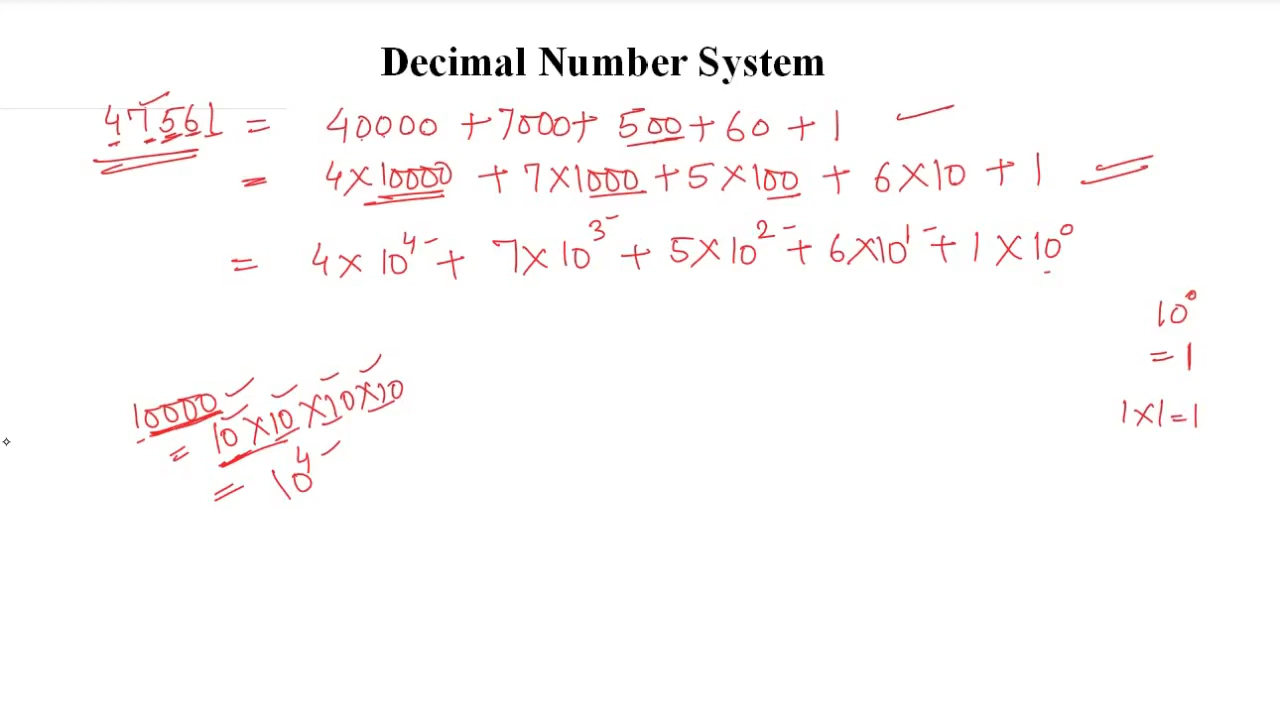 Decimal Number System
47561 = 40000 + 7000 + 500 + 60 + 1
= 4×10000 + 7×1000 + 5×100 + 6×10 + 1
= 4×10⁴ + 7×10³ + 5×10² + 6×10¹ + 1×10⁰
10⁰
= 1
1×1=1
10000
= 10×10×10×10
= 10⁴